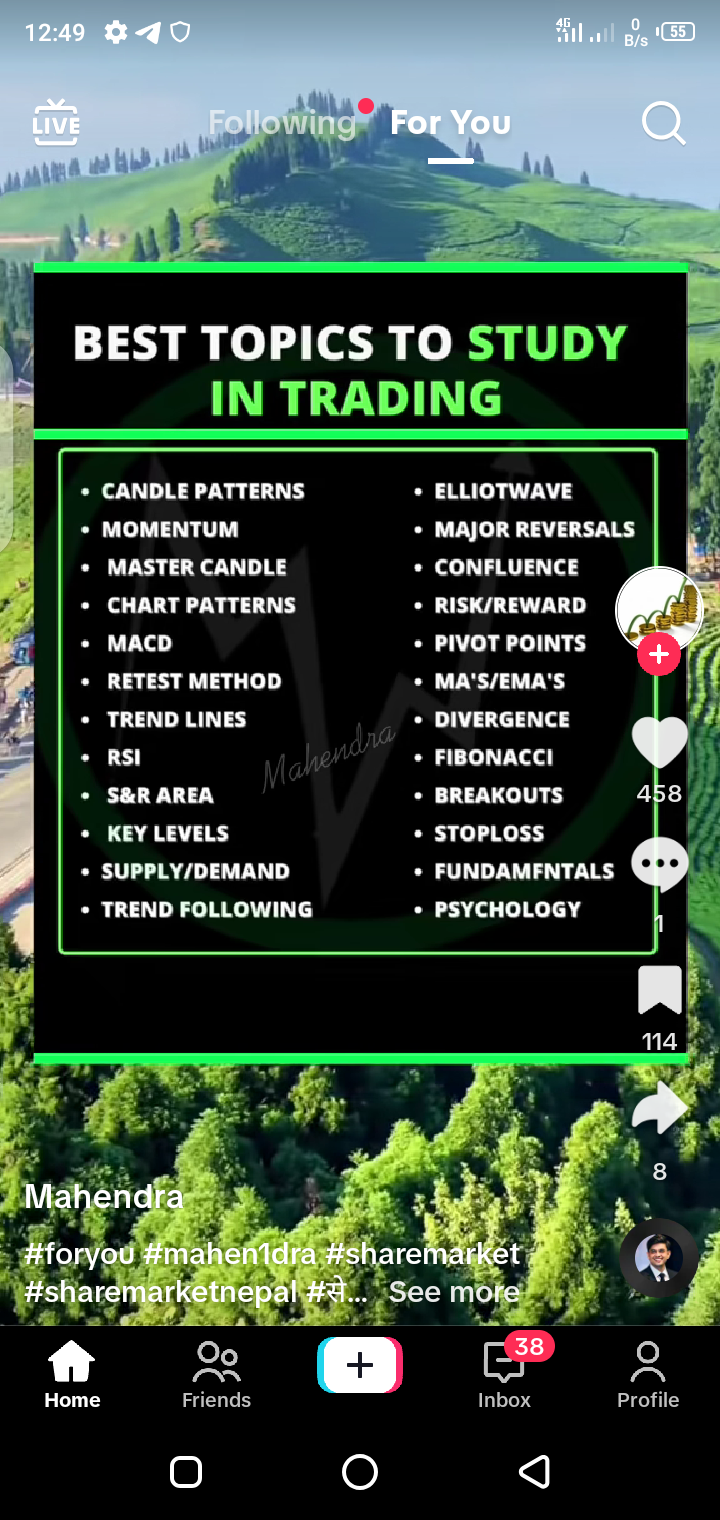 12:49
4G
0
B/s
55
LIVE
Following
For You
BEST TOPICS TO STUDY
IN TRADING
• CANDLE PATTERNS
• MOMENTUM
• MASTER CANDLE
• CHART PATTERNS
• MACD
• RETEST METHOD
• TREND LINES
• RSI
• S&R AREA
• KEY LEVELS
• SUPPLY/DEMAND
• TREND FOLLOWING
• ELLIOTWAVE
• MAJOR REVERSALS
• CONFLUENCE
• RISK/REWARD
• PIVOT POINTS
• MA'S/EMA'S
• DIVERGENCE
• FIBONACCI
• BREAKOUTS
• STOPLOSS
• FUNDAMFNTALS
• PSYCHOLOGY
Mahendra
458
1
114
8
Mahendra
#foryou #mahen1dra #sharemarket
#sharemarketnepal #से... See more
38
Home
Friends
Inbox
Profile